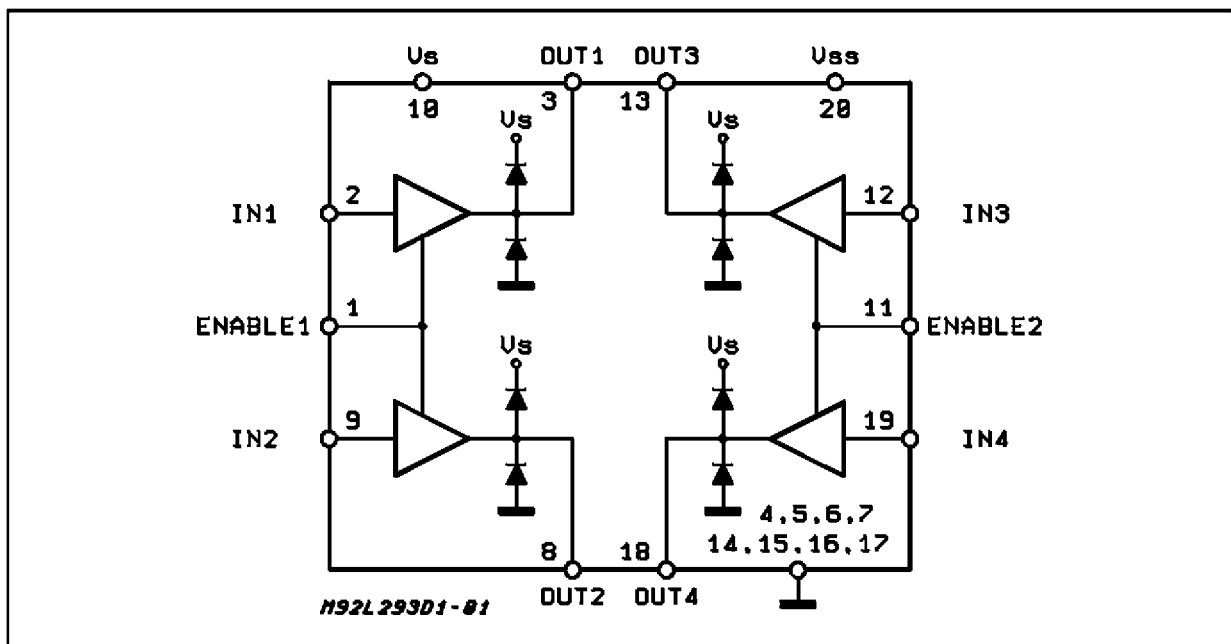 Vs OUT1 OUT3 Vss
10 3 13 20
Vs Vs
IN1 2 12 IN3
ENABLE1 1 11 ENABLE2
Vs Vs
IN2 9 19 IN4
4,5,6,7
8 18 14,15,16,17
M92L293D1-01 OUT2 OUT4